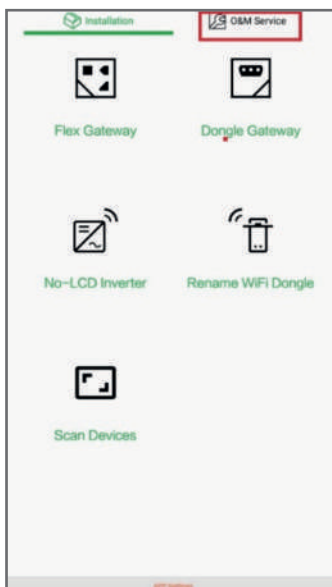 Installation O&M Service
Flex Gateway Dongle Gateway
No-LCD Inverter Rename WiFi Dongle
Scan Devices